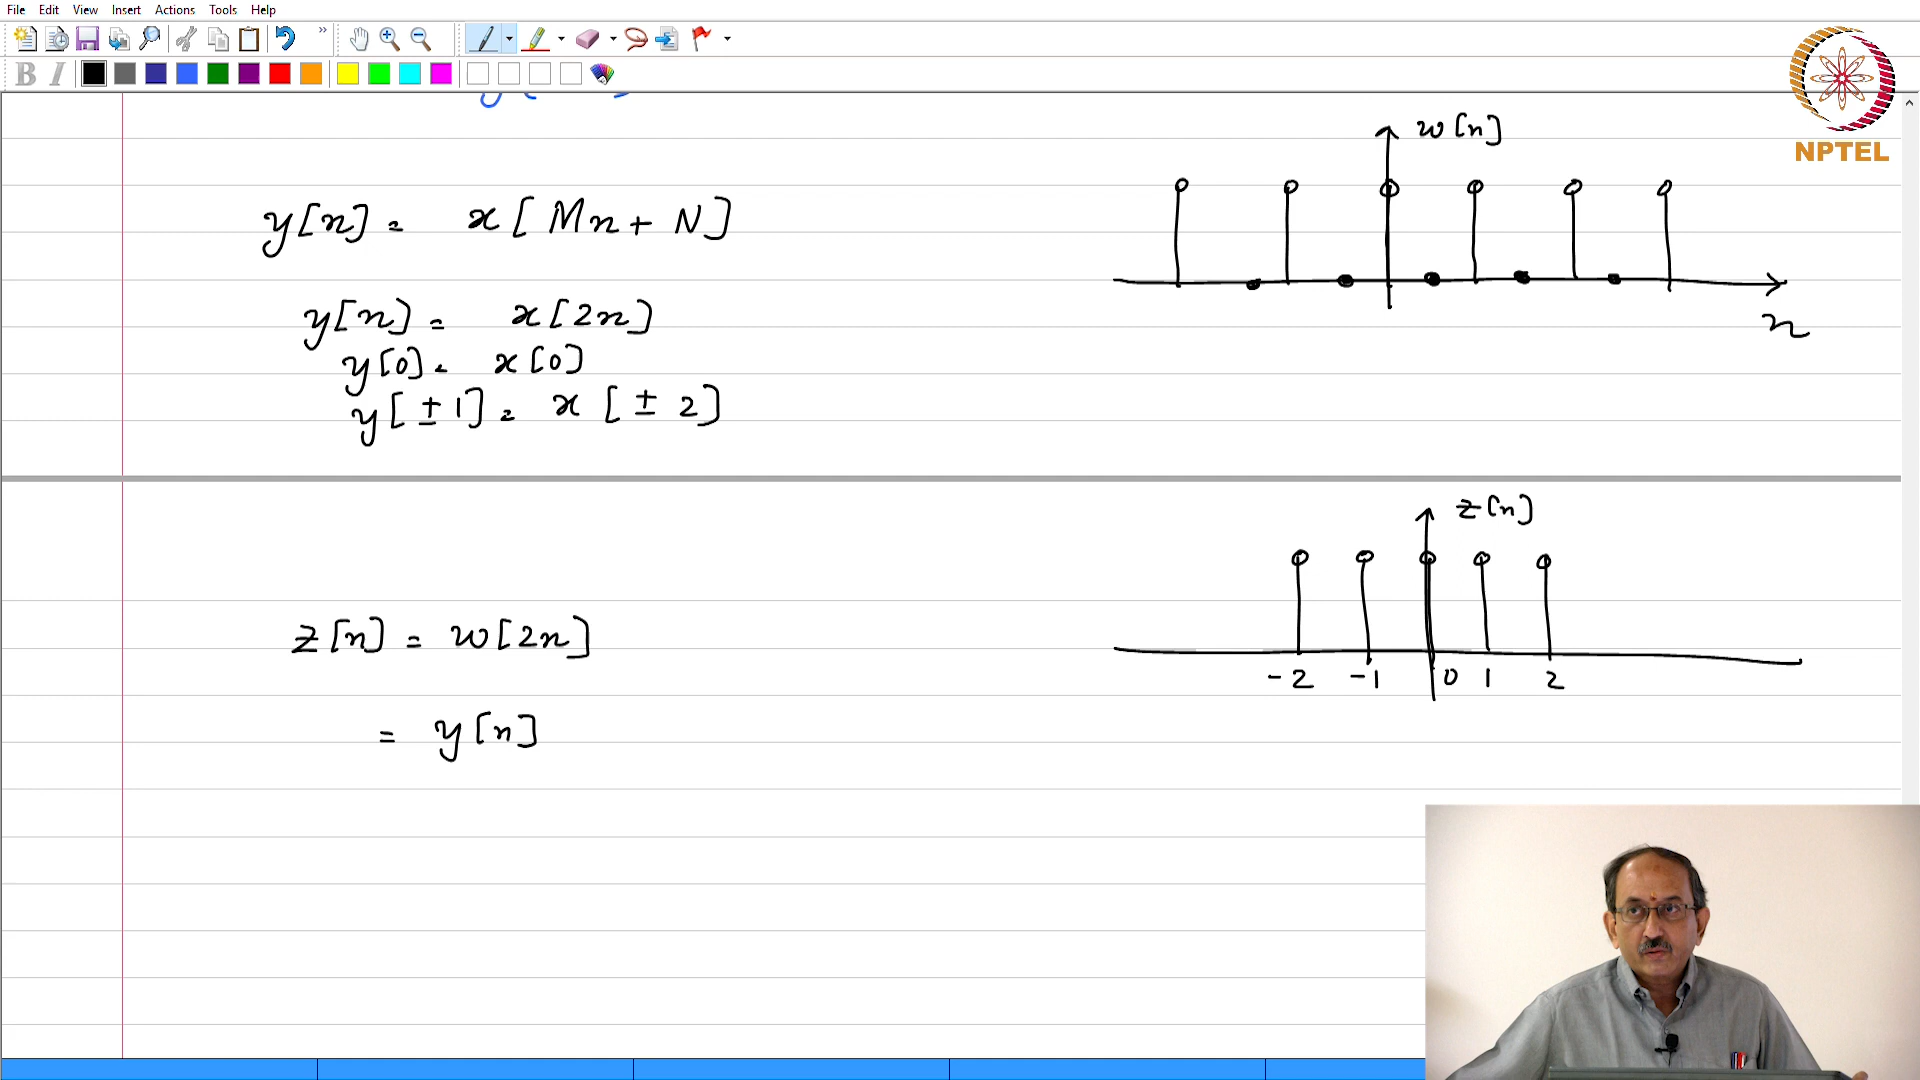 File Edit View Insert Actions Tools Help
B I
NPTEL
w[n]
y[n] = x[Mn + N]
n
y[n] = x[2n]
y[0] = x[0]
y[±1] = x[±2]
z[n]
-2 -1 0 1 2
z[n] = w[2n]
= y[n]